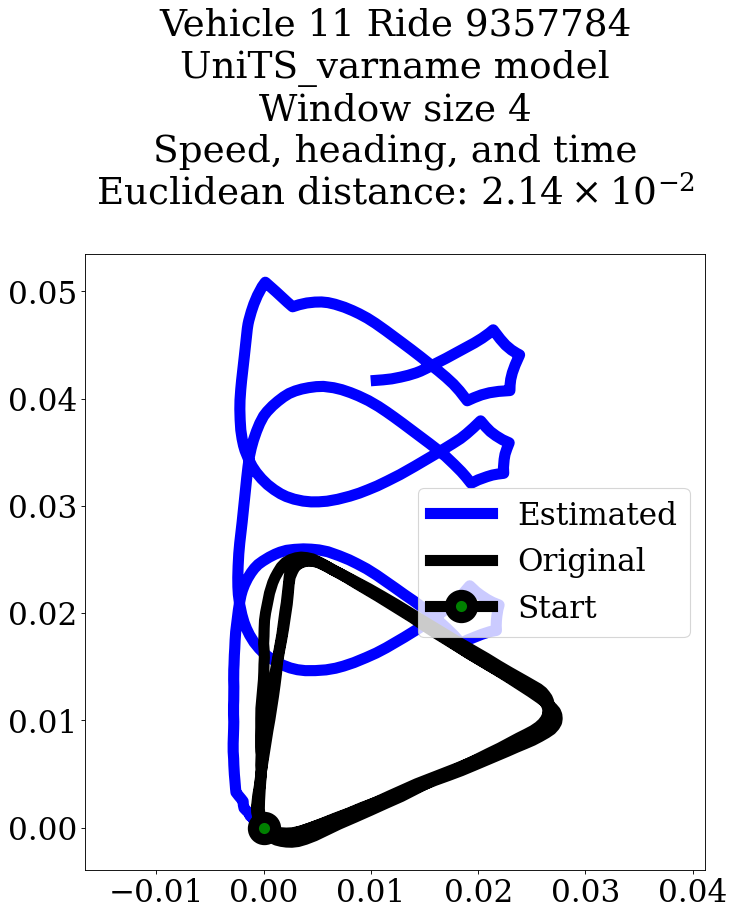 Vehicle 11 Ride 9357784
UniTS_varname model
Window size 4
Speed, heading, and time
Euclidean distance: 2.14 × 10⁻²
0.05
0.04
0.03
0.02
0.01
0.00
Estimated
Original
Start
−0.01 0.00 0.01 0.02 0.03 0.04